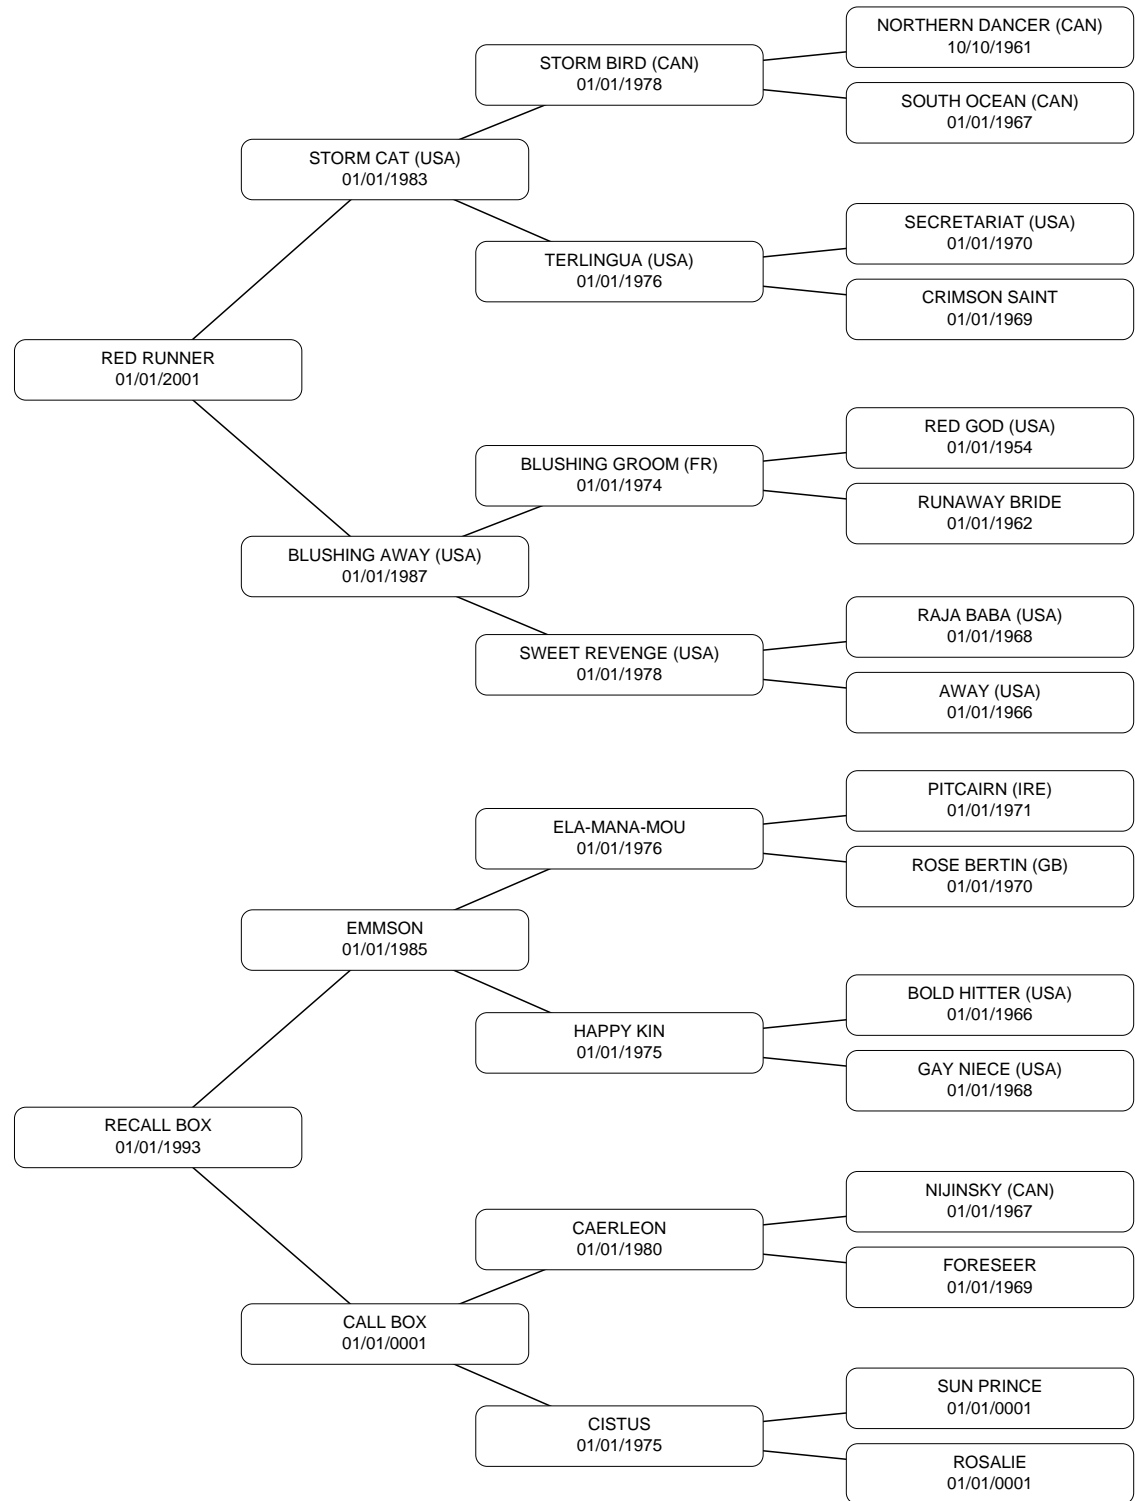 NORTHERN DANCER (CAN)
10/10/1961
STORM BIRD (CAN)
01/01/1978
SOUTH OCEAN (CAN)
01/01/1967
STORM CAT (USA)
01/01/1983
SECRETARIAT (USA)
01/01/1970
TERLINGUA (USA)
01/01/1976
CRIMSON SAINT
01/01/1969
RED RUNNER
01/01/2001
RED GOD (USA)
01/01/1954
BLUSHING GROOM (FR)
01/01/1974
RUNAWAY BRIDE
01/01/1962
BLUSHING AWAY (USA)
01/01/1987
RAJA BABA (USA)
01/01/1968
SWEET REVENGE (USA)
01/01/1978
AWAY (USA)
01/01/1966
PITCAIRN (IRE)
01/01/1971
ELA-MANA-MOU
01/01/1976
ROSE BERTIN (GB)
01/01/1970
EMMSON
01/01/1985
BOLD HITTER (USA)
01/01/1966
HAPPY KIN
01/01/1975
GAY NIECE (USA)
01/01/1968
RECALL BOX
01/01/1993
NIJINSKY (CAN)
01/01/1967
CAERLEON
01/01/1980
FORESEER
01/01/1969
CALL BOX
01/01/0001
SUN PRINCE
01/01/0001
CISTUS
01/01/1975
ROSALIE
01/01/0001